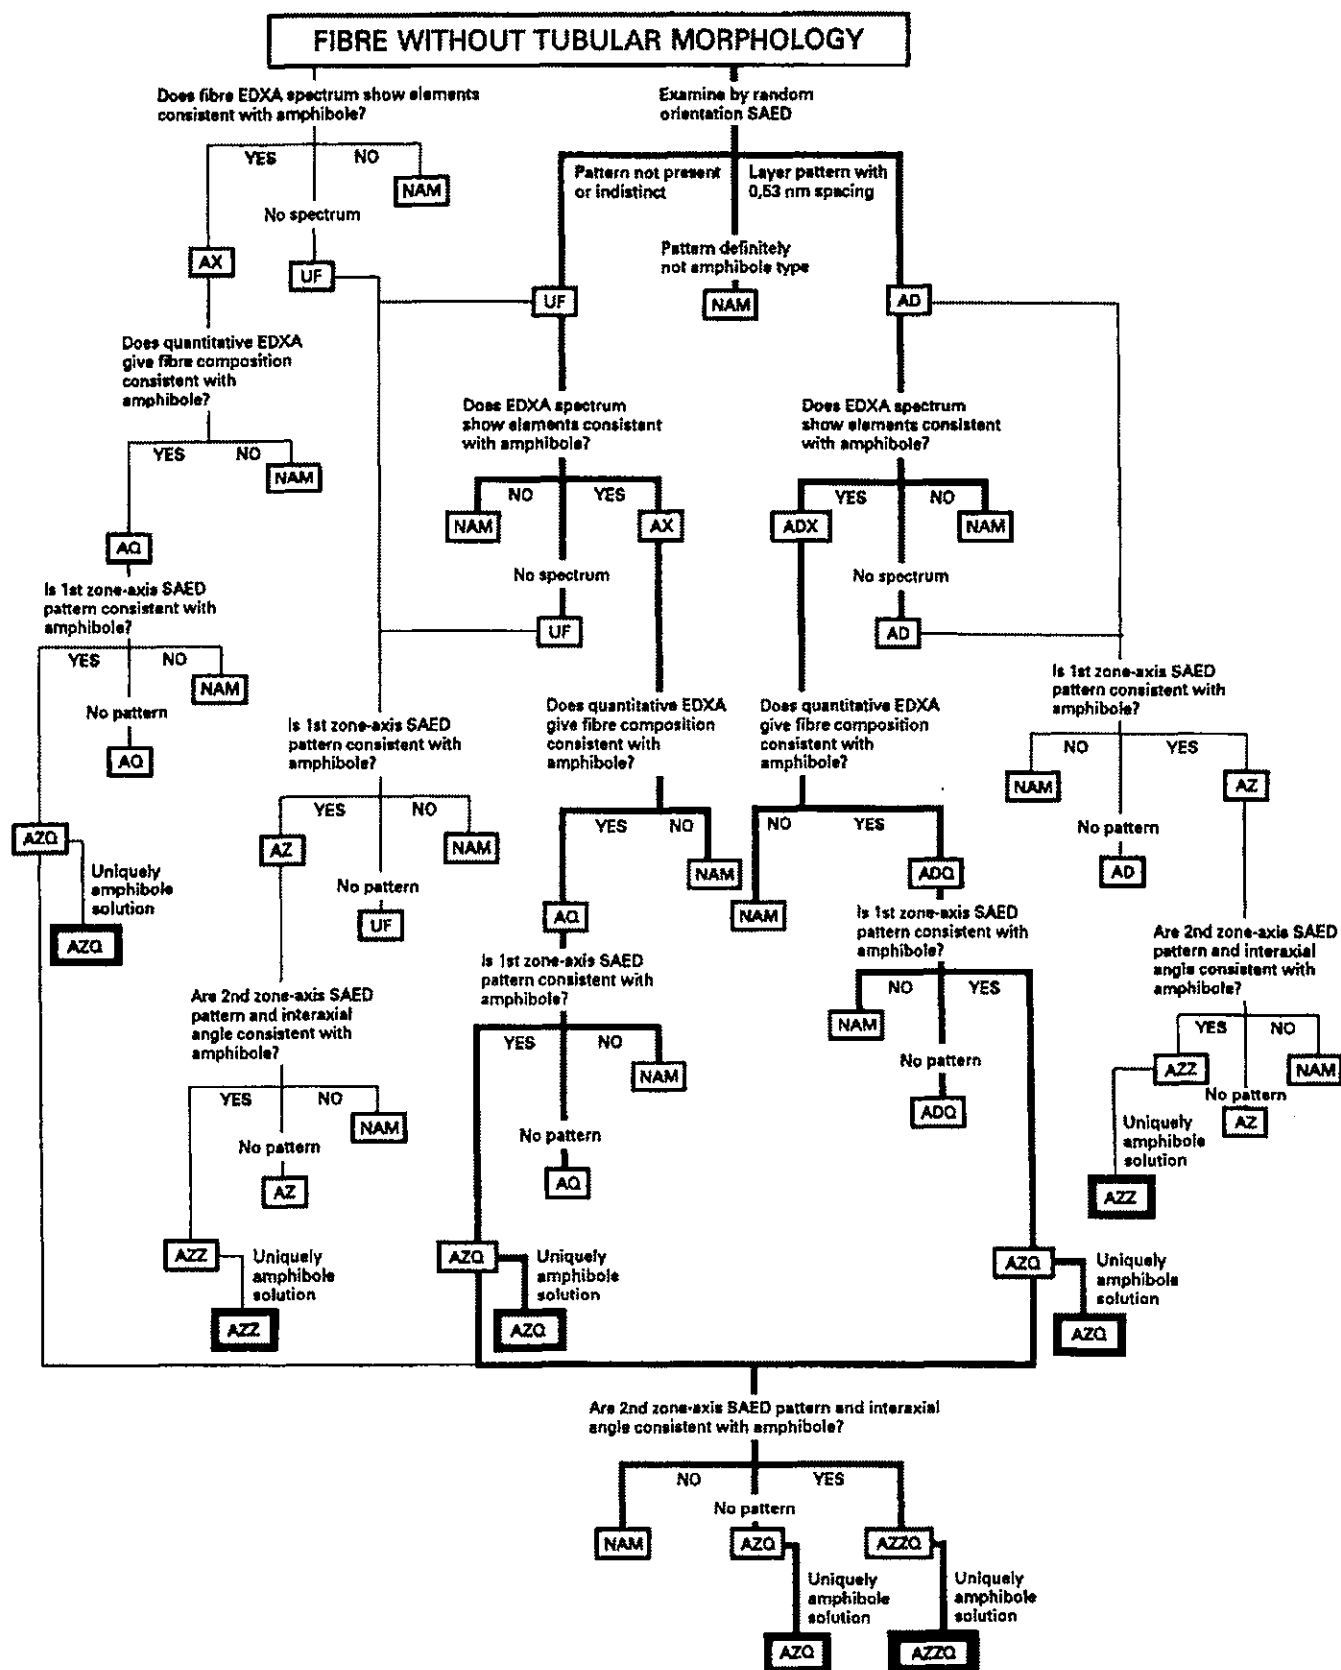 FIBRE WITHOUT TUBULAR MORPHOLOGY
Does fibre EDXA spectrum show elements
consistent with amphibole?
YES
NO
NAM
No spectrum
AX
UF
Does quantitative EDXA
give fibre composition
consistent with
amphibole?
YES
NO
NAM
AQ
Is 1st zone-axis SAED
pattern consistent with
amphibole?
YES
NO
NAM
No pattern
AQ
AZQ
Uniquely
amphibole
solution
AZQ
Is 1st zone-axis SAED
pattern consistent with
amphibole?
YES
NO
AZ
NAM
No pattern
UF
Are 2nd zone-axis SAED
pattern and interaxial
angle consistent with
amphibole?
YES
NO
NAM
No pattern
AZ
AZZ
Uniquely
amphibole
solution
AZZ
Examine by random
orientation SAED
Pattern not present
or indistinct
Layer pattern with
0,53 nm spacing
Pattern definitely
not amphibole type
NAM
UF
AD
Does EDXA spectrum
show elements consistent
with amphibole?
NO
YES
NAM
AX
No spectrum
UF
Does quantitative EDXA
give fibre composition
consistent with
amphibole?
YES
NO
NAM
AQ
Is 1st zone-axis SAED
pattern consistent with
amphibole?
YES
NO
NAM
No pattern
AQ
AZQ
Uniquely
amphibole
solution
AZQ
Does EDXA spectrum
show elements consistent
with amphibole?
YES
NO
ADX
NAM
No spectrum
AD
Does quantitative EDXA
give fibre composition
consistent with
amphibole?
NO
YES
NAM
ADQ
Is 1st zone-axis SAED
pattern consistent with
amphibole?
NO
YES
NAM
No pattern
ADQ
AZQ
Uniquely
amphibole
solution
AZQ
Is 1st zone-axis SAED
pattern consistent with
amphibole?
NO
YES
NAM
AZ
No pattern
AD
Are 2nd zone-axis SAED
pattern and interaxial
angle consistent with
amphibole?
YES
NO
AZZ
NAM
No pattern
AZ
Uniquely
amphibole
solution
AZZ
Are 2nd zone-axis SAED pattern and interaxial
angle consistent with amphibole?
NO
YES
No pattern
NAM
AZQ
AZZQ
Uniquely
amphibole
solution
Uniquely
amphibole
solution
AZQ
AZZQ